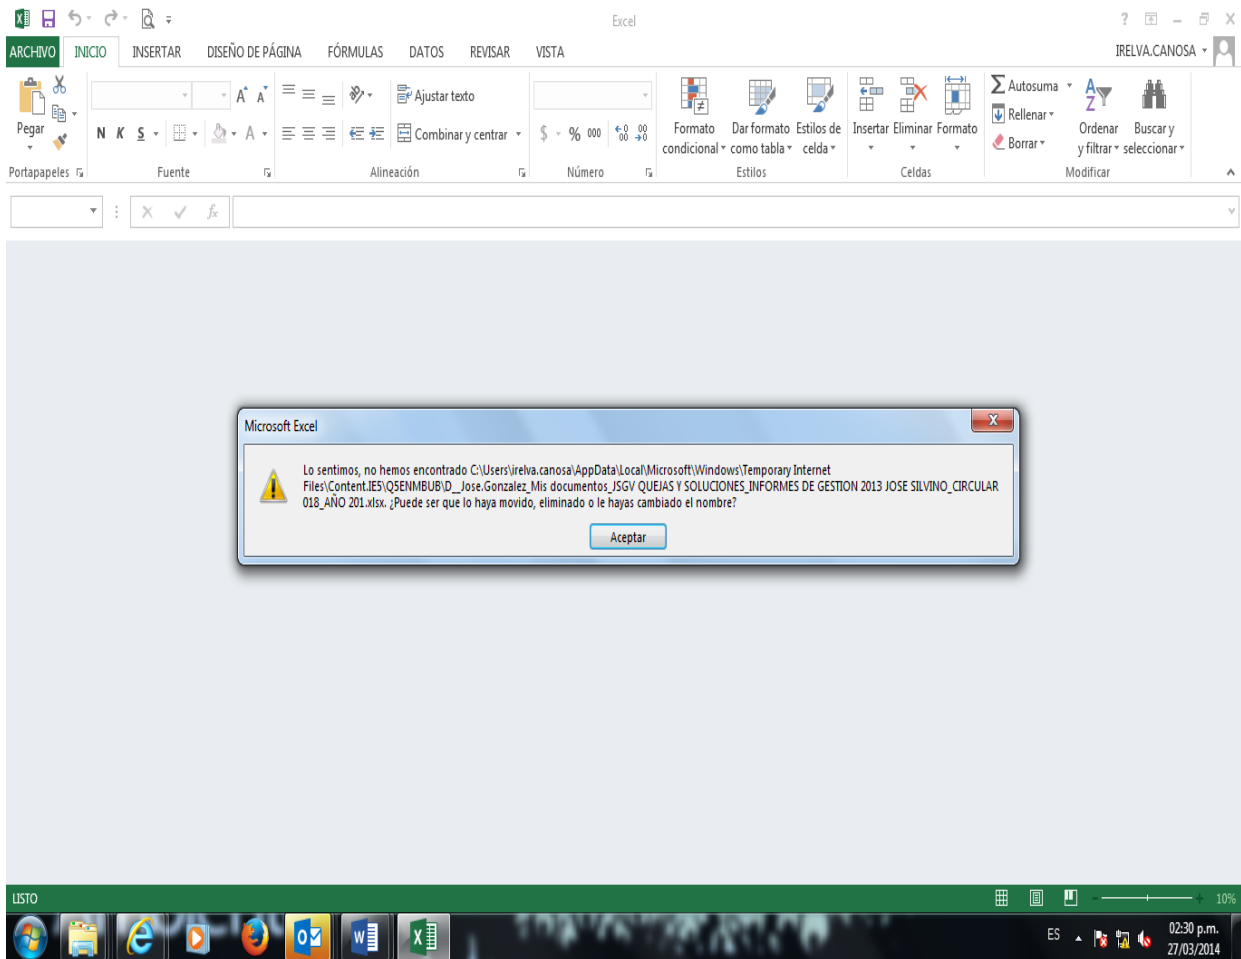 Excel
ARCHIVO INICIO INSERTAR DISEÑO DE PÁGINA FÓRMULAS DATOS REVISAR VISTA IRELVA.CANOSA
Pegar
N K S
A A
A
Ajustar texto
Combinar y centrar
$ % 000
Formato condicional
Dar formato como tabla
Estilos de celda
Insertar
Eliminar
Formato
Autosuma
Rellenar
Borrar
Ordenar y filtrar
Buscar y seleccionar
Portapapeles Fuente Alineación Número Estilos Celdas Modificar
fx
Microsoft Excel
Lo sentimos, no hemos encontrado C:\Users\irelva.canosa\AppData\Local\Microsoft\Windows\Temporary Internet
Files\Content.IE5\Q5ENMBUB\D__Jose.Gonzalez_Mis documentos_JSGV QUEJAS Y SOLUCIONES_INFORMES DE GESTION 2013 JOSE SILVINO_CIRCULAR
018_AÑO 201.xlsx. ¿Puede ser que lo haya movido, eliminado o le hayas cambiado el nombre?
Aceptar
LISTO 10%
ES 02:30 p.m.
27/03/2014